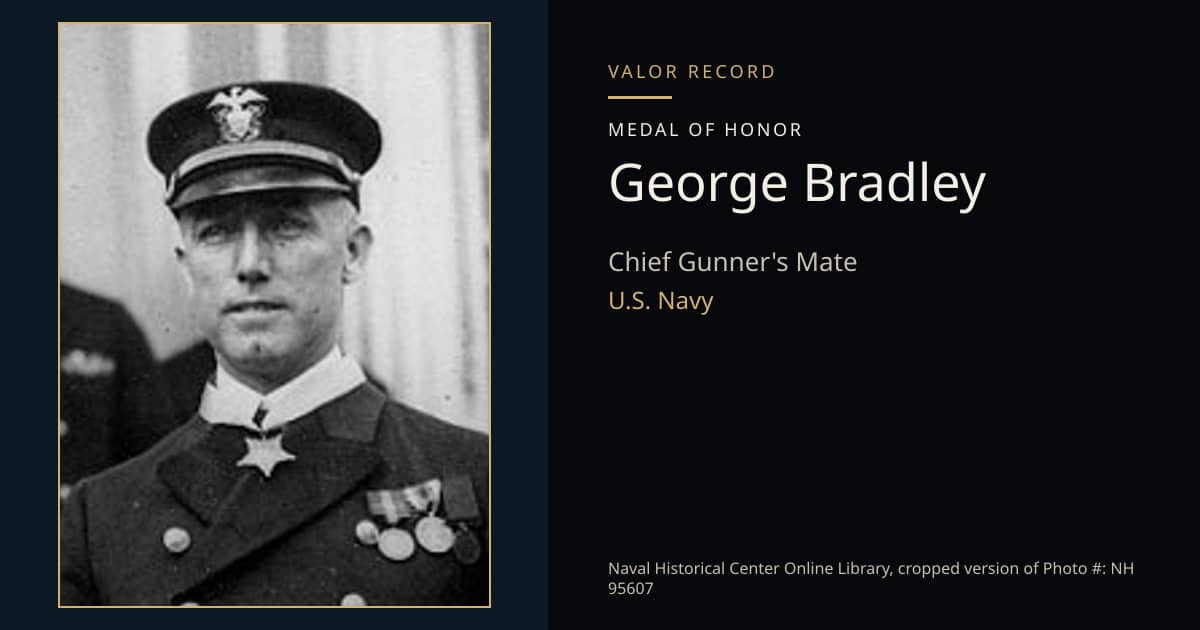 VALOR RECORD
MEDAL OF HONOR
George Bradley
Chief Gunner's Mate
U.S. Navy
Naval Historical Center Online Library, cropped version of Photo #: NH
95607